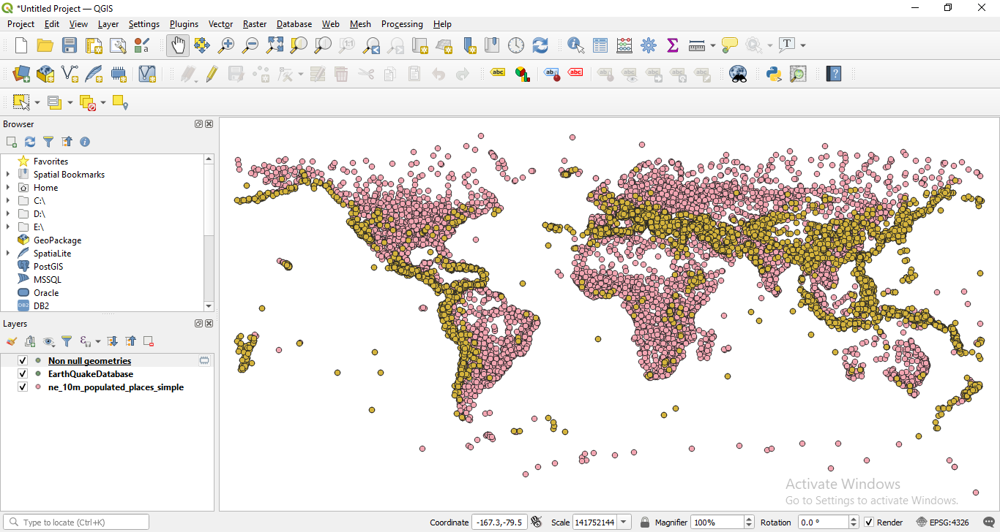 *Untitled Project — QGIS
Project Edit View Layer Settings Plugins Vector Raster Database Web Mesh Processing Help
Browser
Favorites
Spatial Bookmarks
Home
C:\
D:\
E:\
GeoPackage
SpatiaLite
PostGIS
MSSQL
Oracle
DB2
Layers
Non null geometries
EarthQuakeDatabase
ne_10m_populated_places_simple
Activate Windows
Go to Settings to activate Windows.
Type to locate (Ctrl+K) Coordinate -167.3,-79.5 Scale 141752144 Magnifier 100% Rotation 0.0 ° Render EPSG:4326